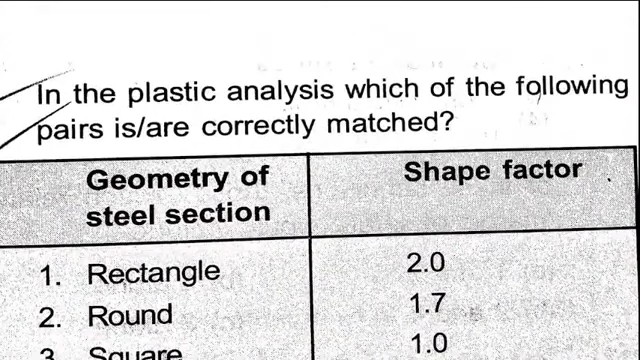 In the plastic analysis which of the following
pairs is/are correctly matched?
Geometry of Shape factor
steel section
1. Rectangle 2.0
2. Round 1.7
3. Square 1.0